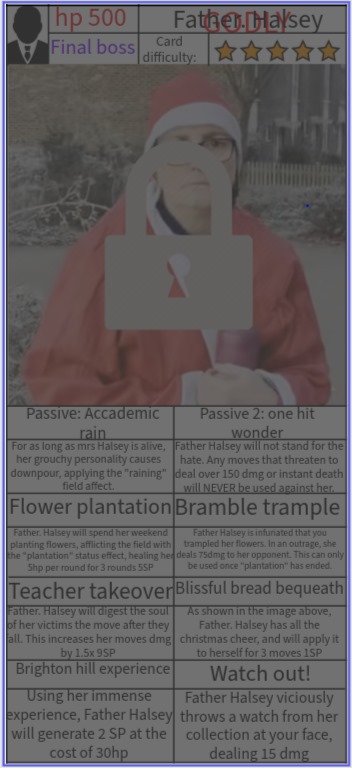 hp 500
Father Halsey
GODLY
Final boss
Card
difficulty:
Passive: Accademic
rain
Passive 2: one hit
wonder
For as long as mrs Halsey is alive,
her grouchy personality causes
downpour, applying the "raining"
field affect.
Father Halsey will not stand for the
hate. Any moves that threaten to
deal over 150 dmg or instant death
will NEVER be used against her.
Flower plantation
Bramble trample
Father. Halsey will spend her weekend
planting flowers, afflicting the field with
the "plantation" status effect, healing her
5hp per round for 3 rounds 5SP
Father Halsey is infuriated that you
trampled her flowers. In an outrage, she
deals 75dmg to her opponent. This can only
be used once "plantation" has ended.
Teacher takeover
Blissful bread bequeath
Father. Halsey will digest the soul
of her victims the move after they
fall. This increases her moves dmg
by 1.5x 9SP
As shown in the image above,
Father. Halsey has all the
christmas cheer, and will apply it
to herself for 3 moves 1SP
Brighton hill experience
Watch out!
Using her immense
experience, Father Halsey
will generate 2 SP at the
cost of 30hp
Father Halsey viciously
throws a watch from her
collection at your face,
dealing 15 dmg